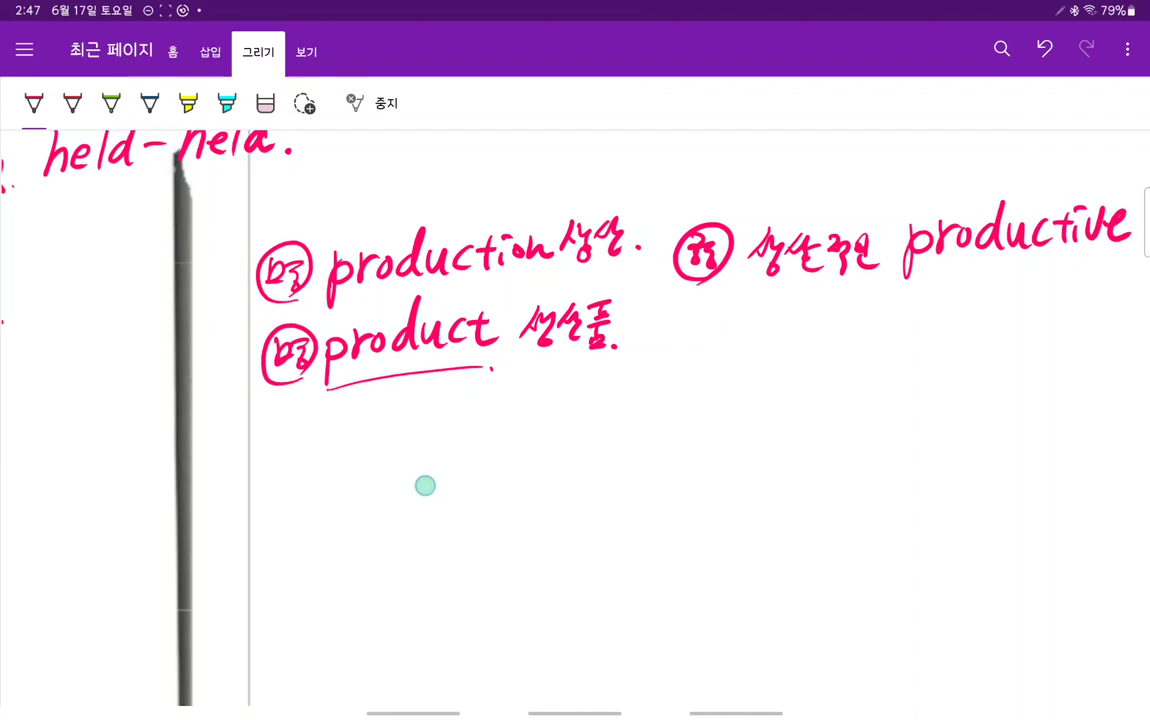 2:47 6월 17일 토요일 79%
최근 페이지 홈 삽입 그리기 보기
중지
held-held.
명 production 생산. 형 생산적인 productive
명 product 생산품.